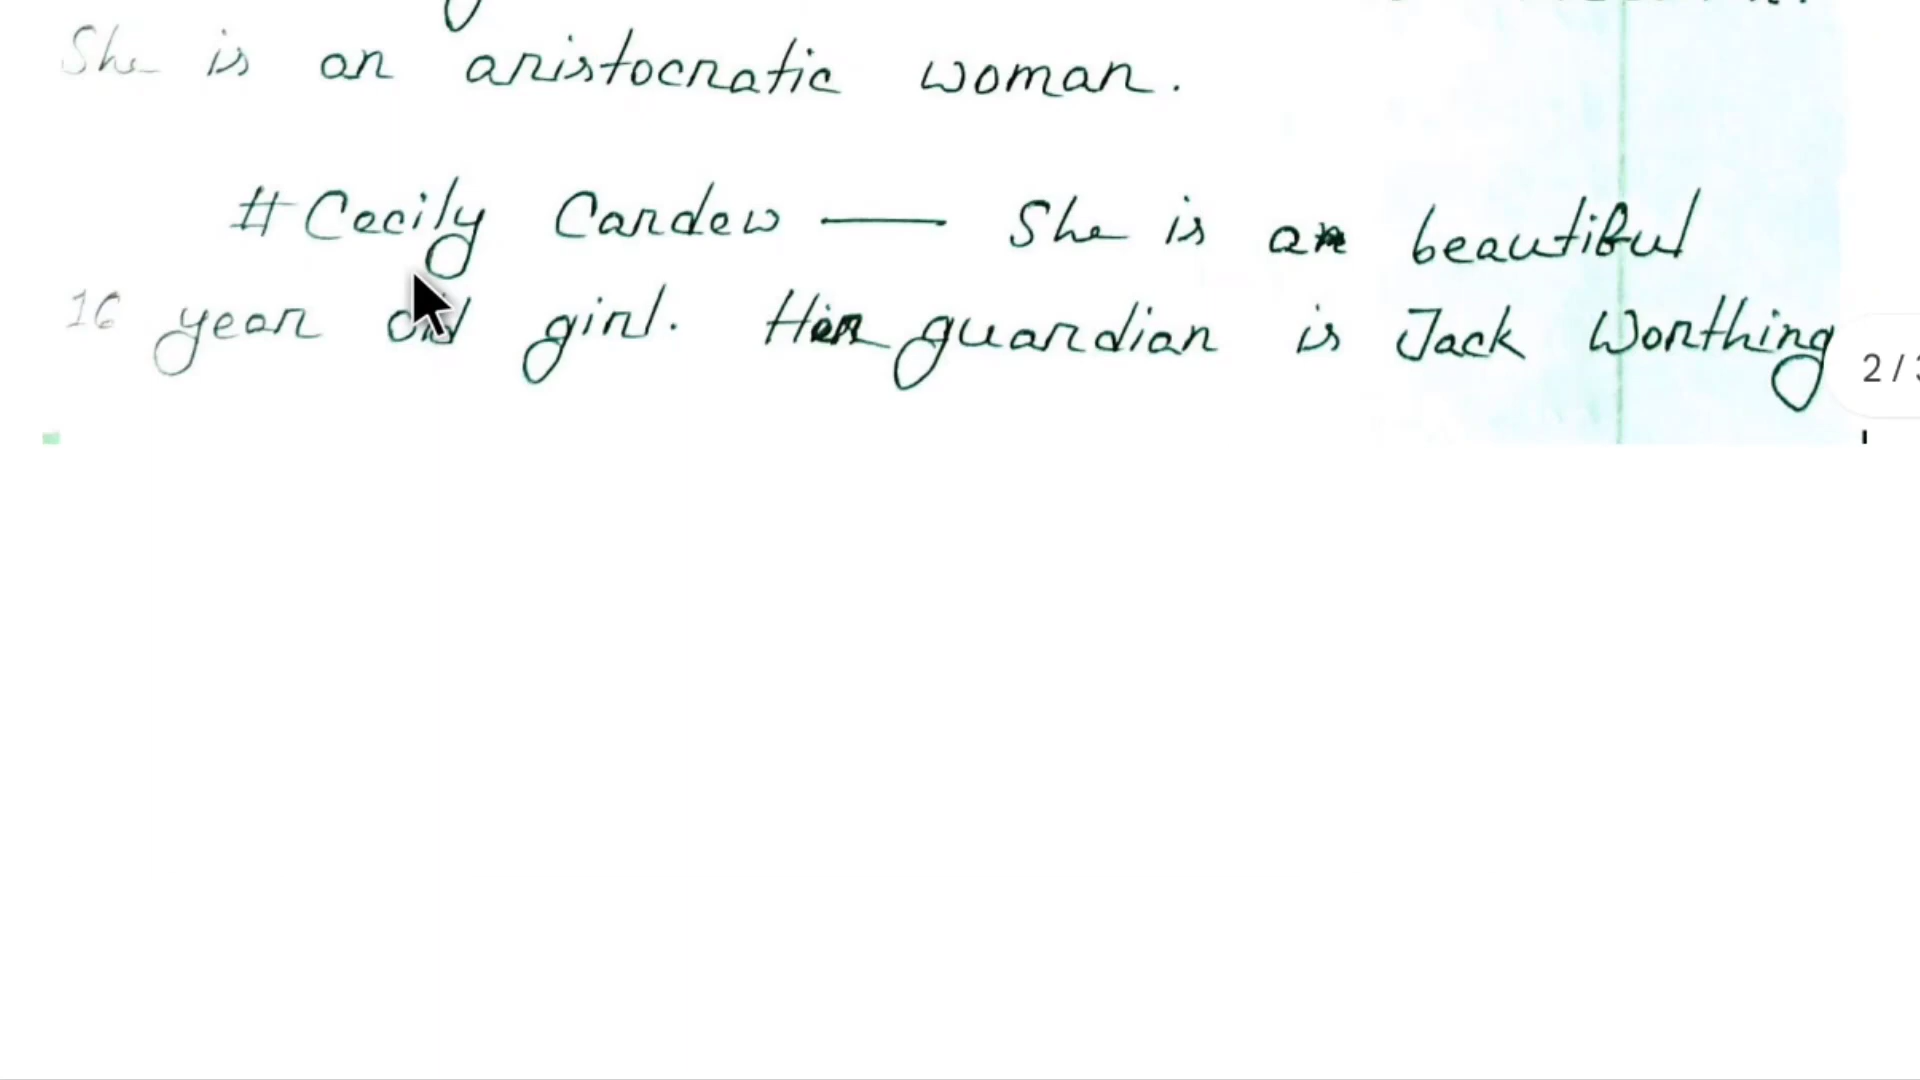 She is an aristocratic woman.
# Cecily Cardew — She is a beautiful
16 year old girl. Her guardian is Jack Worthing
2 / 3